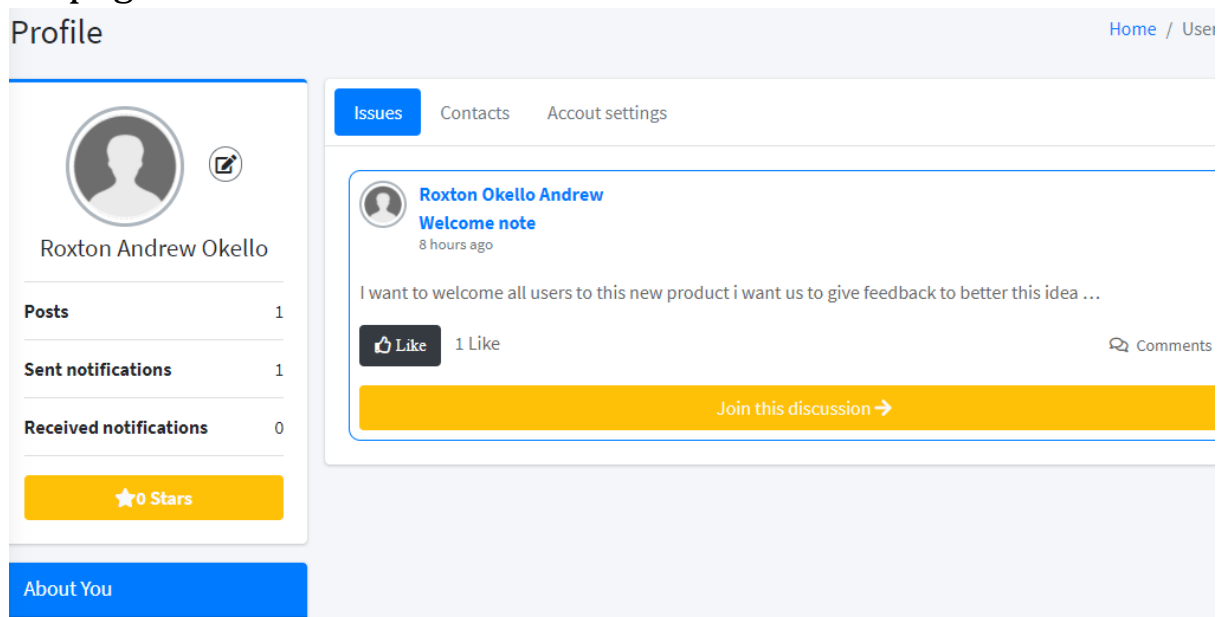 Profile
Home / User
Roxton Andrew Okello
Posts 1
Sent notifications 1
Received notifications 0
0 Stars
About You
Issues Contacts Accout settings
Roxton Okello Andrew
Welcome note
8 hours ago
I want to welcome all users to this new product i want us to give feedback to better this idea ...
Like 1 Like
Comments
Join this discussion